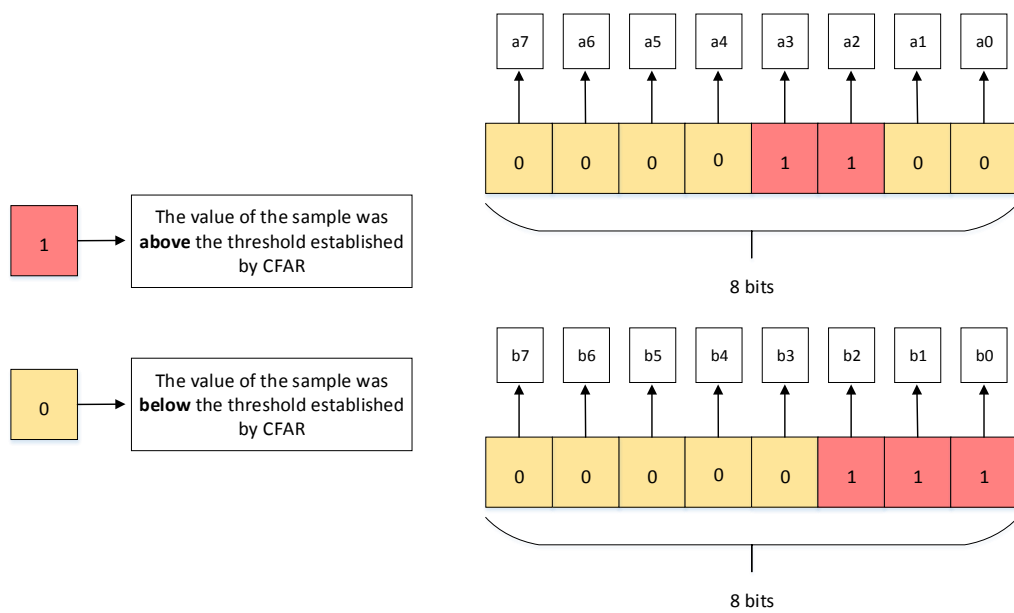 a7 a6 a5 a4 a3 a2 a1 a0
0 0 0 0 1 1 0 0
8 bits
1
The value of the sample was
above the threshold established
by CFAR
b7 b6 b5 b4 b3 b2 b1 b0
0 0 0 0 0 1 1 1
8 bits
0
The value of the sample was
below the threshold established
by CFAR